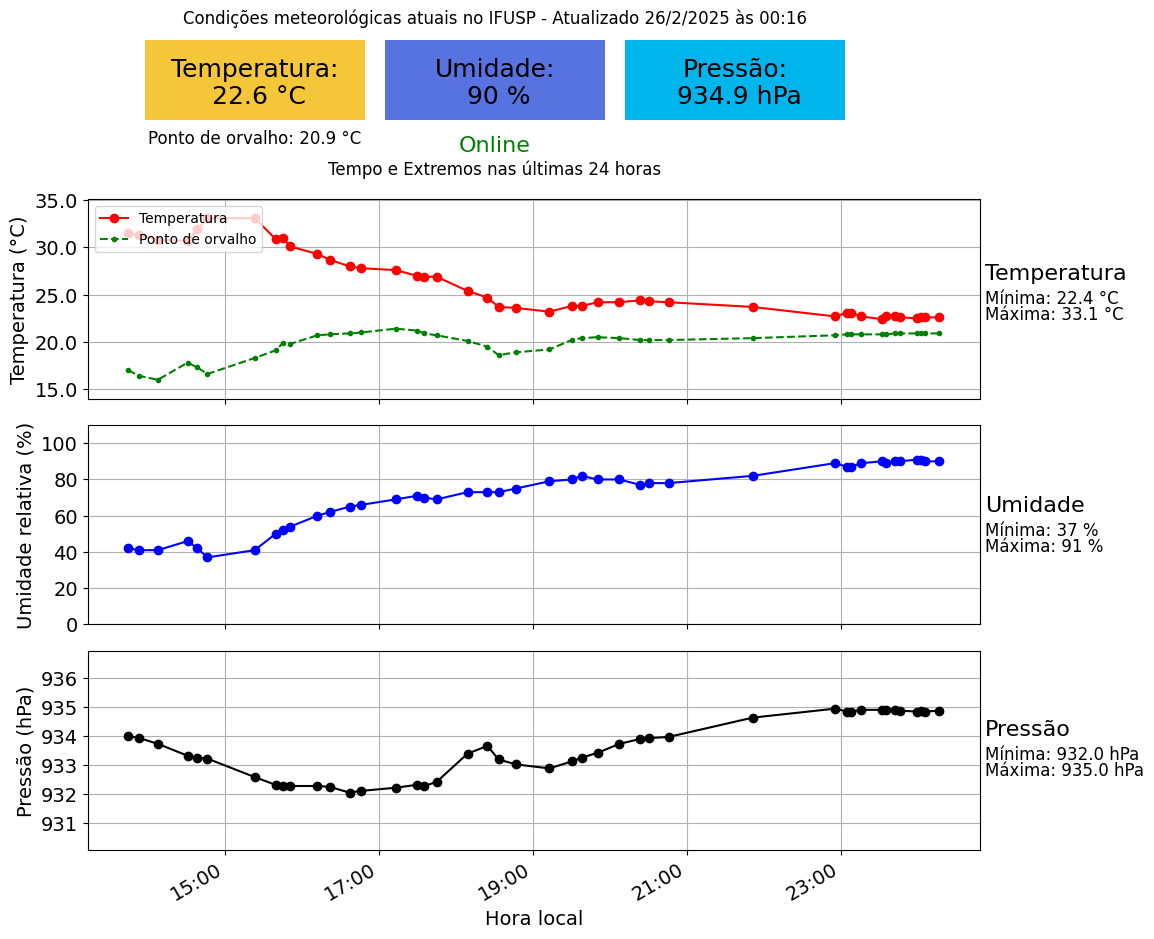 Condições meteorológicas atuais no IFUSP - Atualizado 26/2/2025 às 00:16
Temperatura:
22.6 °C
Umidade:
90 %
Pressão:
934.9 hPa
Ponto de orvalho: 20.9 °C
Online
Tempo e Extremos nas últimas 24 horas
Temperatura (°C)
35.0
30.0
25.0
20.0
15.0
Temperatura
Ponto de orvalho
Temperatura
Mínima: 22.4 °C
Máxima: 33.1 °C
Umidade relativa (%)
100
80
60
40
20
0
Umidade
Mínima: 37 %
Máxima: 91 %
Pressão (hPa)
936
935
934
933
932
931
Pressão
Mínima: 932.0 hPa
Máxima: 935.0 hPa
15:00
17:00
19:00
21:00
23:00
Hora local